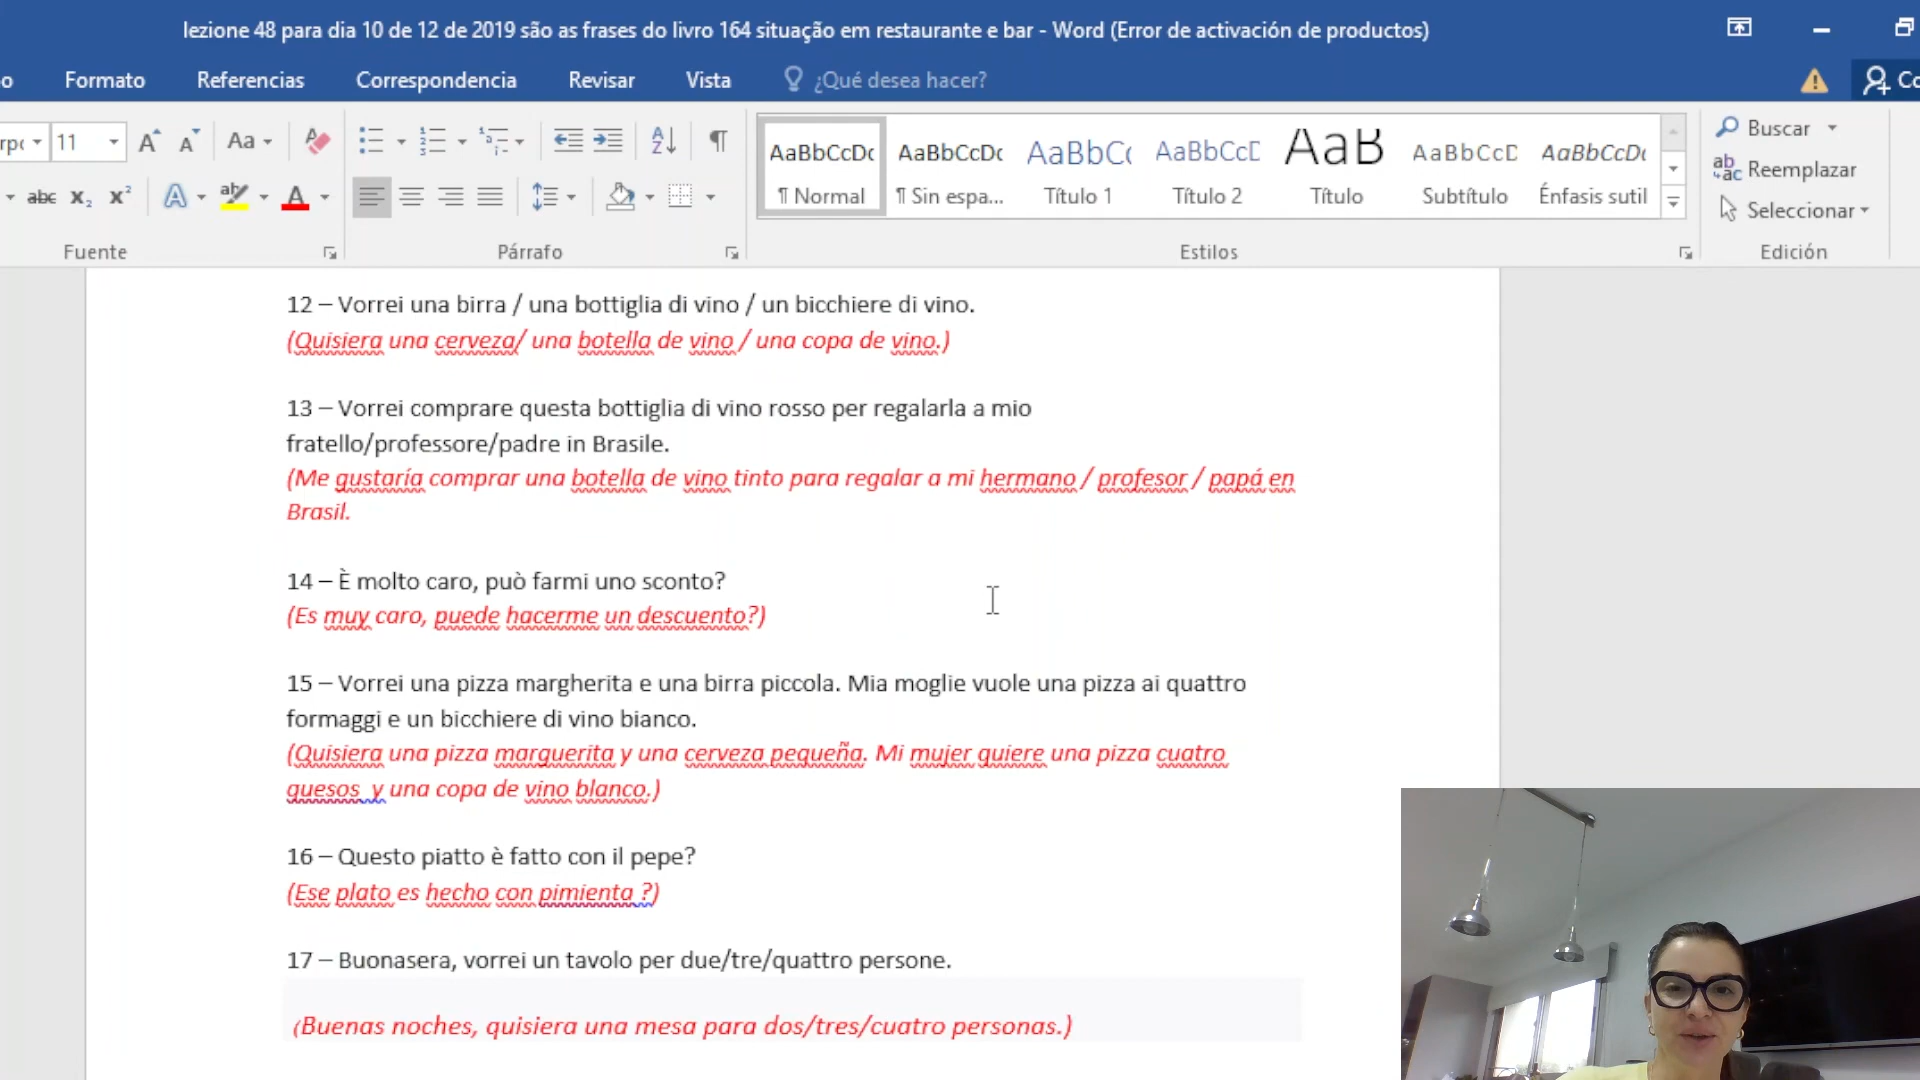 lezione 48 para dia 10 de 12 de 2019 são as frases do livro 164 situação em restaurante e bar - Word (Error de activación de productos)
Formato Referencias Correspondencia Revisar Vista ¿Qué desea hacer?
11 Aa
abc X₂ X² A aby A
AaBbCcDc AaBbCcDc AaBbCc AaBbCcD AaB AaBbCcD AaBbCcDc
¶ Normal ¶ Sin espa... Título 1 Título 2 Título Subtítulo Énfasis sutil
Buscar
Reemplazar
Seleccionar
Fuente Párrafo Estilos Edición
12 – Vorrei una birra / una bottiglia di vino / un bicchiere di vino.
(Quisiera una cerveza/ una botella de vino / una copa de vino.)
13 – Vorrei comprare questa bottiglia di vino rosso per regalarla a mio
fratello/professore/padre in Brasile.
(Me gustaría comprar una botella de vino tinto para regalar a mi hermano / profesor / papá en
Brasil.
14 – È molto caro, può farmi uno sconto?
(Es muy caro, puede hacerme un descuento?)
15 – Vorrei una pizza margherita e una birra piccola. Mia moglie vuole una pizza ai quattro
formaggi e un bicchiere di vino bianco.
(Quisiera una pizza marguerita y una cerveza pequeña. Mi mujer quiere una pizza cuatro
quesos y una copa de vino blanco.)
16 – Questo piatto è fatto con il pepe?
(Ese plato es hecho con pimienta ?)
17 – Buonasera, vorrei un tavolo per due/tre/quattro persone.
(Buenas noches, quisiera una mesa para dos/tres/cuatro personas.)